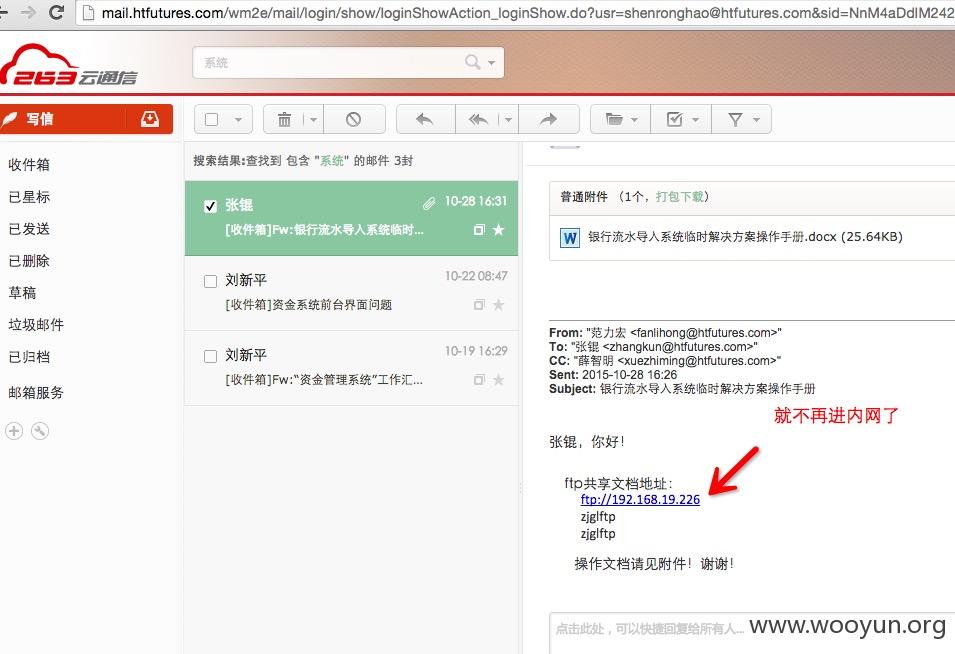 mail.htfutures.com/wm2e/mail/login/show/loginShowAction_loginShow.do?usr=shenronghao@htfutures.com&sid=NnM4aDdlM242
263云通信
系统
写信
收件箱
已星标
已发送
已删除
草稿
垃圾邮件
已归档
邮箱服务
搜索结果:查找到 包含 "系统" 的邮件 3封
张锟 10-28 16:31
[收件箱]Fw:银行流水导入系统临时...
刘新平 10-22 08:47
[收件箱]资金系统前台界面问题
刘新平 10-19 16:29
[收件箱]Fw:“资金管理系统”工作汇...
普通附件 (1个, 打包下载)
W 银行流水导入系统临时解决方案操作手册.docx (25.64KB)
From: "范力宏 <fanlihong@htfutures.com>"
To: "张锟 <zhangkun@htfutures.com>"
CC: "薛智明 <xuezhiming@htfutures.com>"
Sent: 2015-10-28 16:26
Subject: 银行流水导入系统临时解决方案操作手册
就不再进内网了
张锟，你好！
ftp共享文档地址：
ftp://192.168.19.226
zjglftp
zjglftp
操作文档请见附件！谢谢！
点击此处，可以快捷回复给所有人...
www.wooyun.org